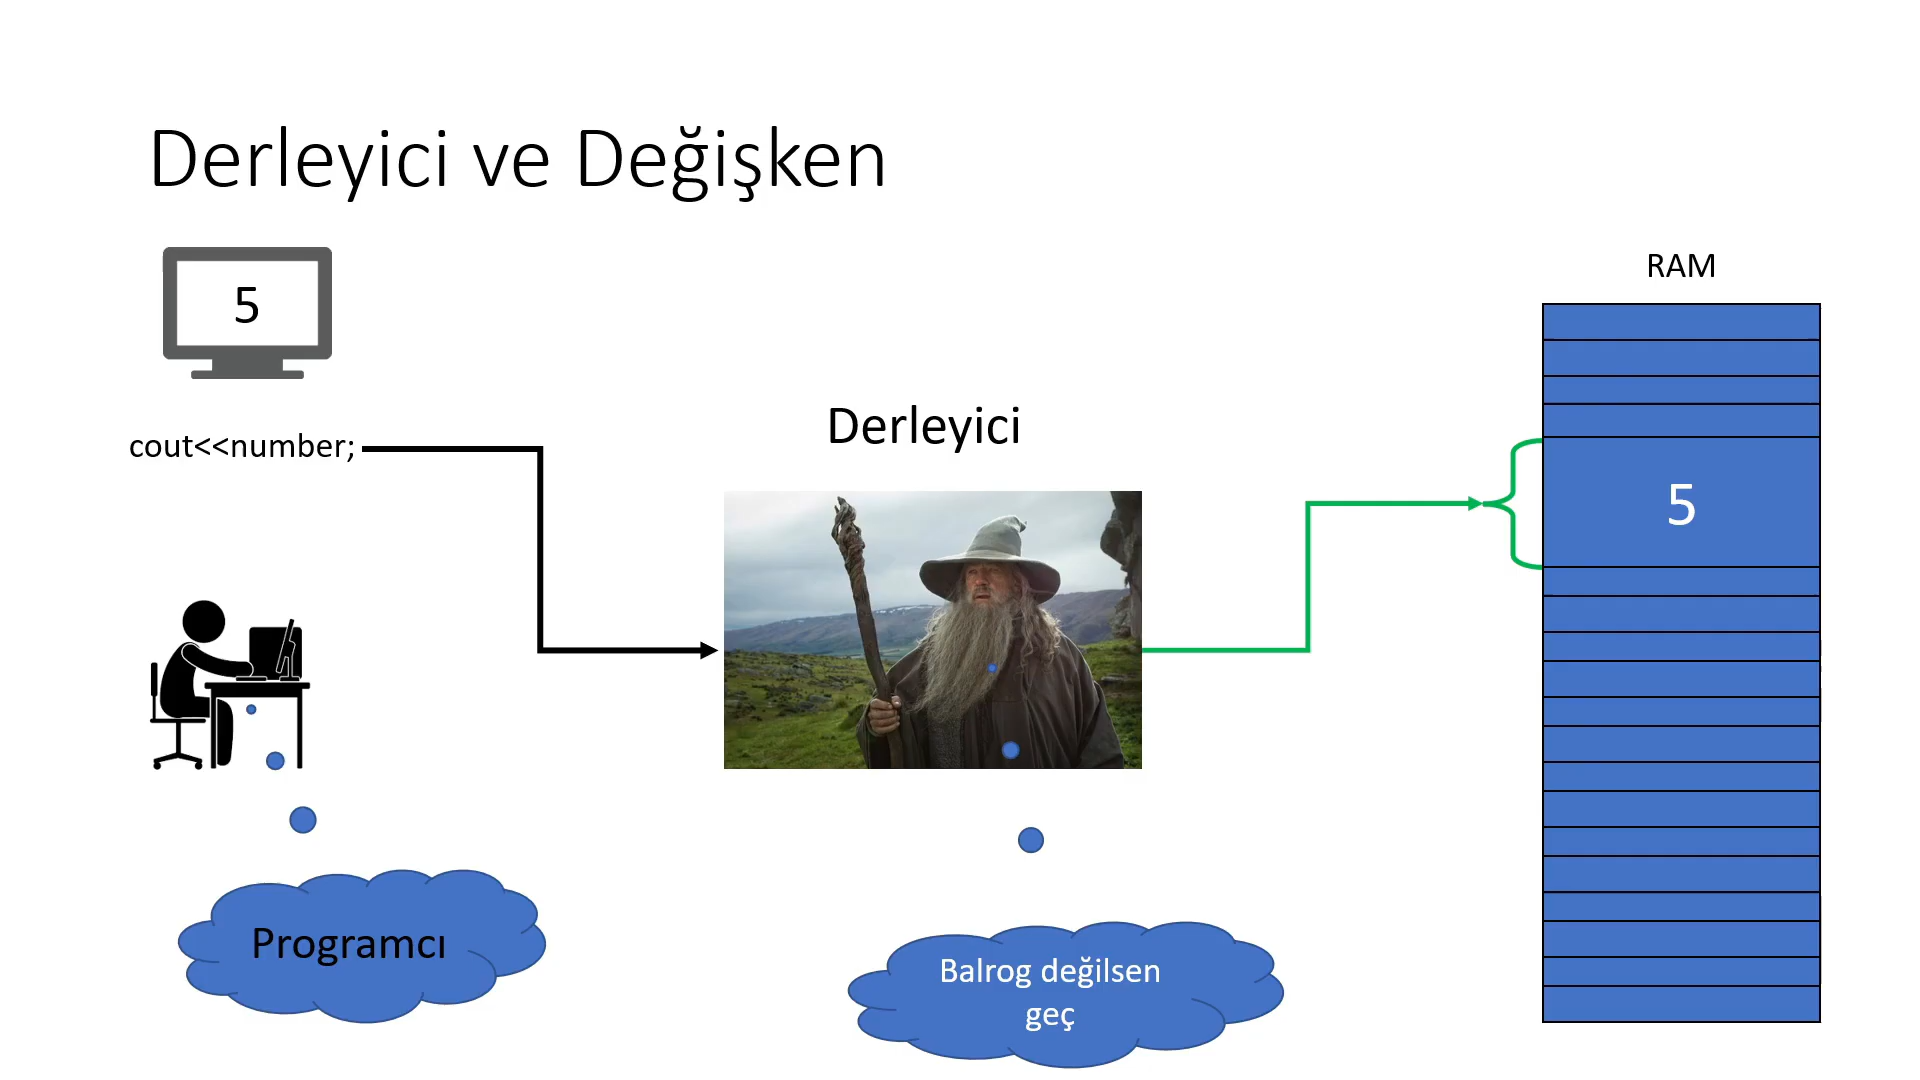 Derleyici ve Değişken
5
cout<<number;
Derleyici
RAM
5
Programcı
Balrog değilsen
geç